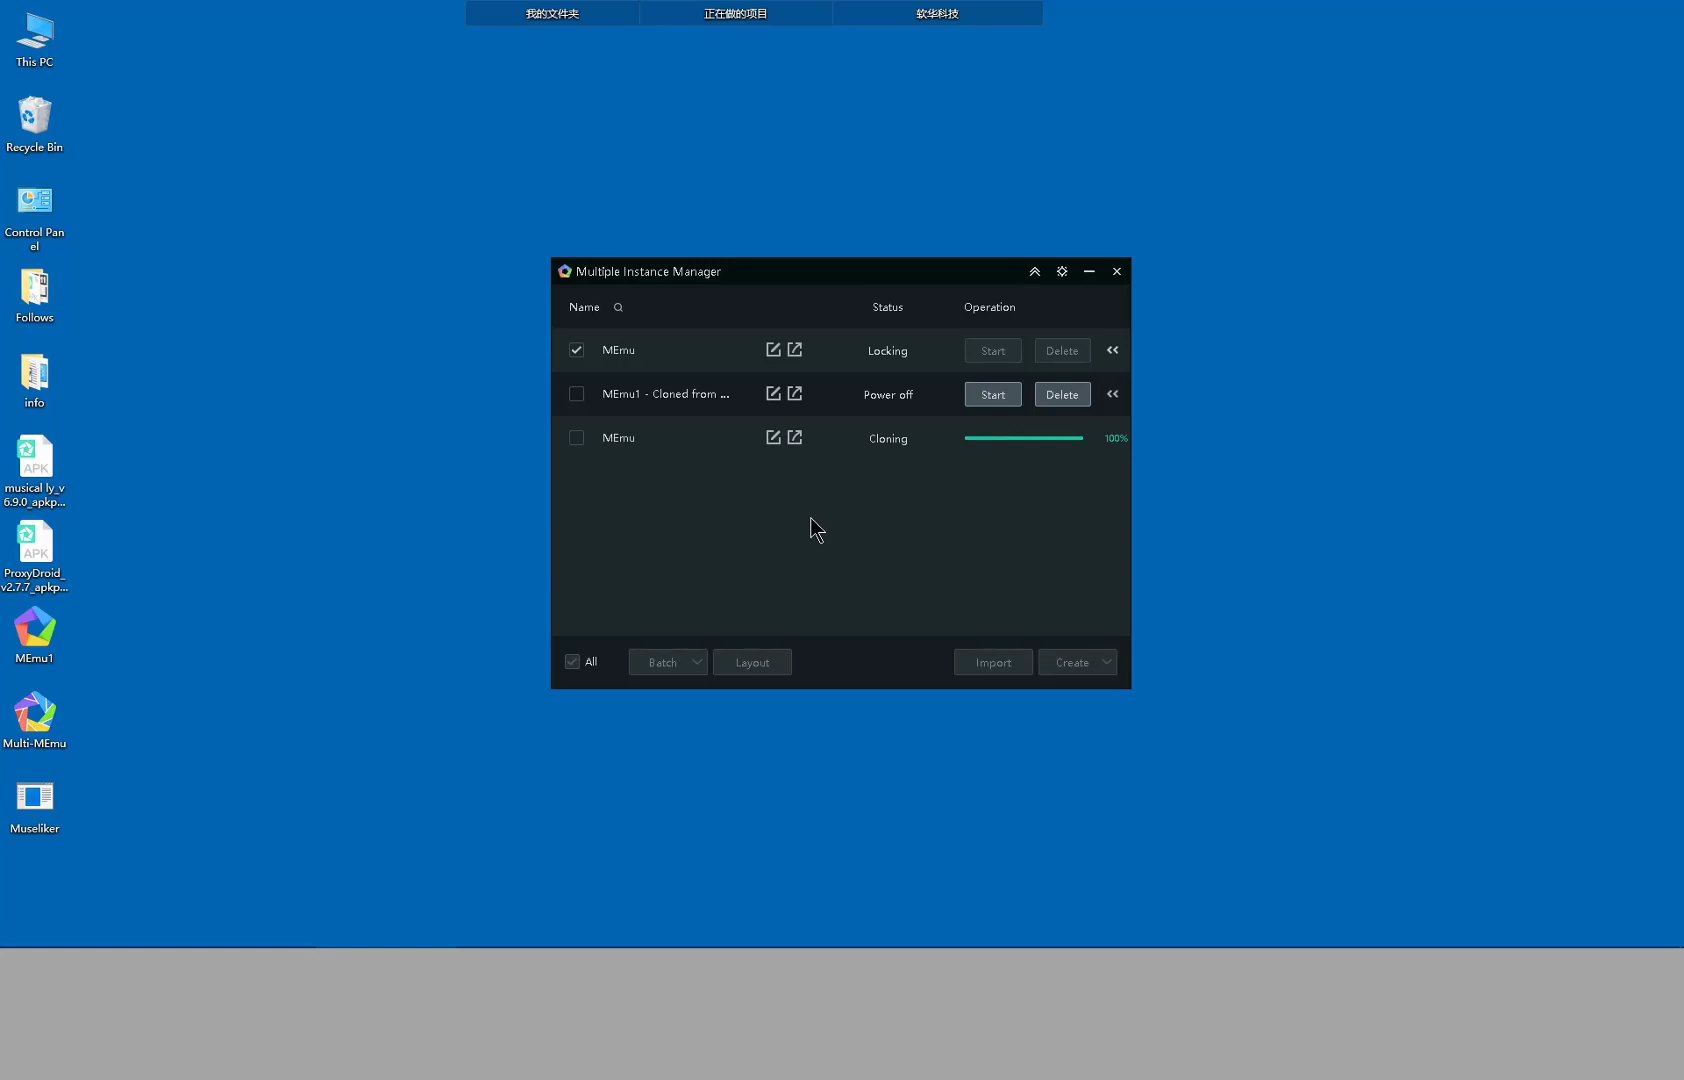 我的文件夹
正在做的项目
软华科技
This PC
Recycle Bin
Control Pan
el
Follows
info
APK
musical ly_v
6.9.0_apkp...
APK
ProxyDroid_
v2.7.7_apkp...
MEmu1
Multi-MEmu
Museliker
Multiple Instance Manager
Name Status Operation
MEmu Locking Start Delete
MEmu1 - Cloned from ... Power off Start Delete
MEmu Cloning 100%
All Batch Layout Import Create